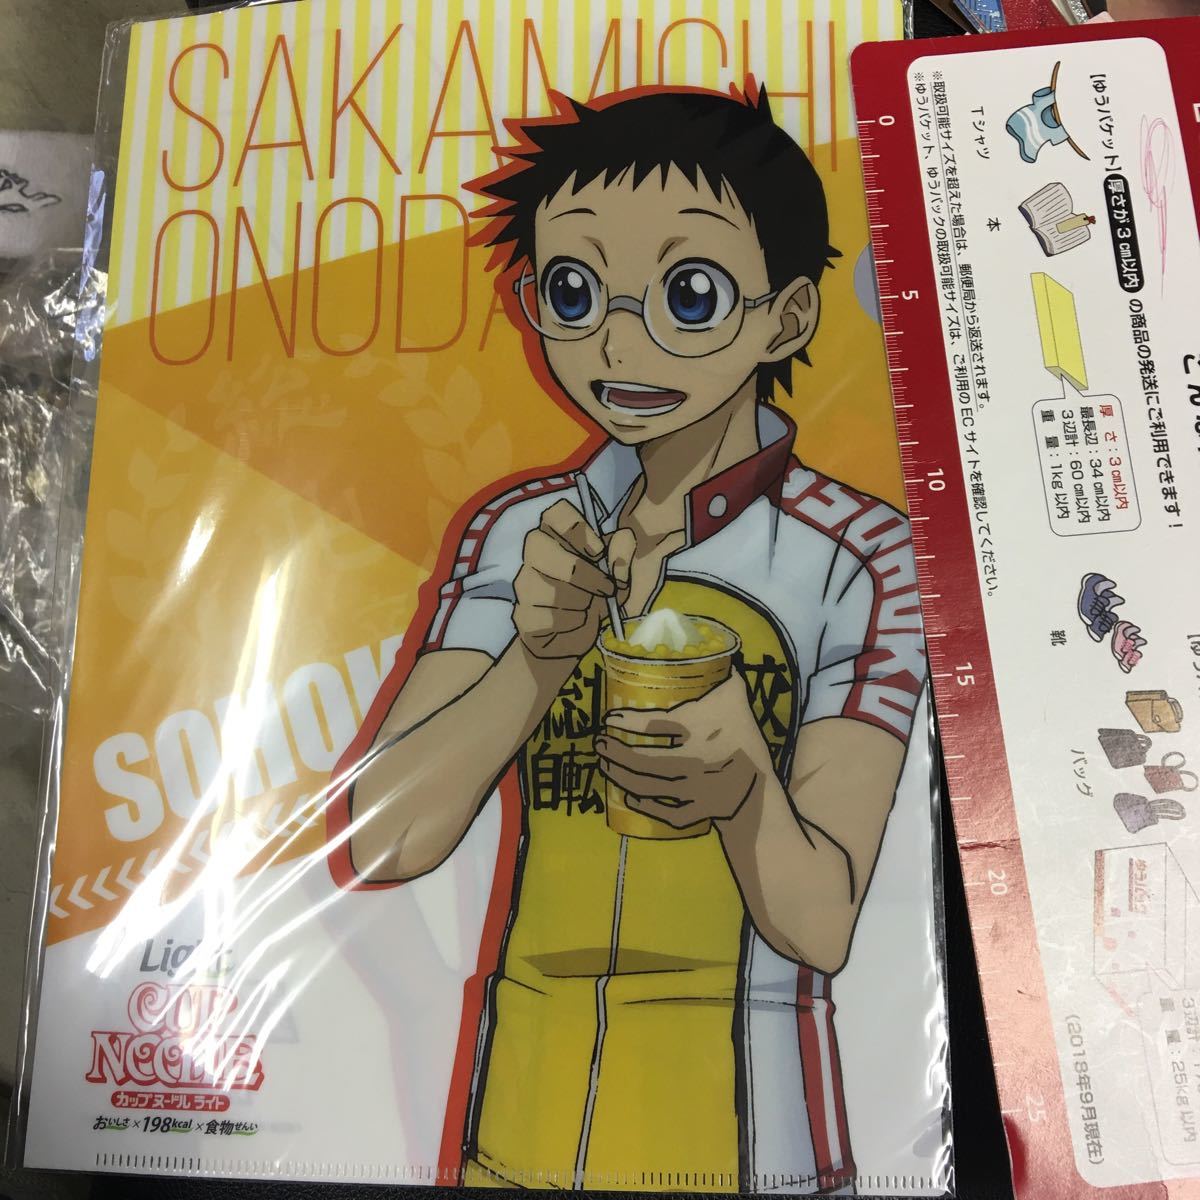 SAKAMICHI
ONODA
SOHOK
SUZUKU
自転
Light
CUP
NOODLE
カップヌードル ライト
おいしさ×198kcal×食物せんい
0
5
10
15
20
25
【ゆうパケット】厚さが3cm以内の商品の発送にご利用できます！
Tシャツ
本
厚さ：3cm以内
最長辺：34cm以内
3辺計：60cm以内
重量：1kg以内
靴
バッグ
※取扱可能サイズを超えた場合は、郵便局から返送されます。
※ゆうパケット、ゆうパックの取扱可能サイズは、ご利用のECサイトを確認してください。
重量：25kg以内
(2018年9月現在)